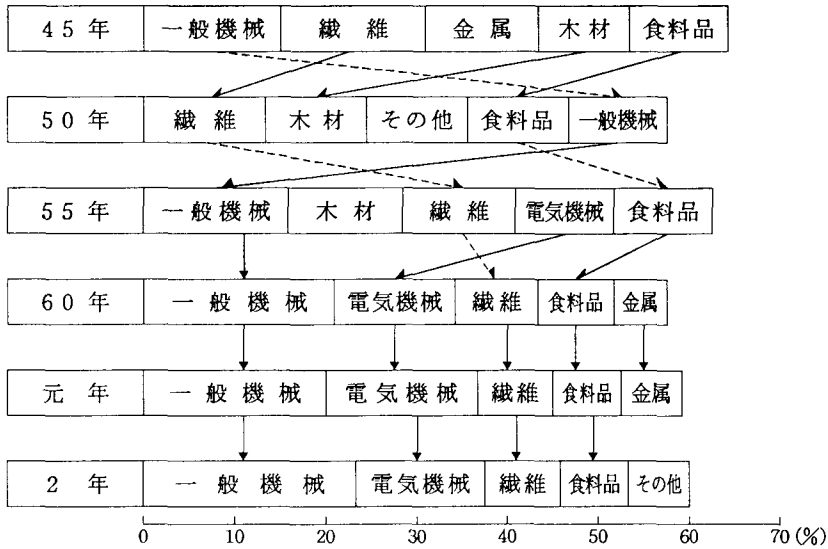 45年 一般機械 繊維 金属 木材 食料品
50年 繊維 木材 その他 食料品 一般機械
55年 一般機械 木材 繊維 電気機械 食料品
60年 一般機械 電気機械 繊維 食料品 金属
元年 一般機械 電気機械 繊維 食料品 金属
2年 一般機械 電気機械 繊維 食料品 その他
0 10 20 30 40 50 60 70 (%)